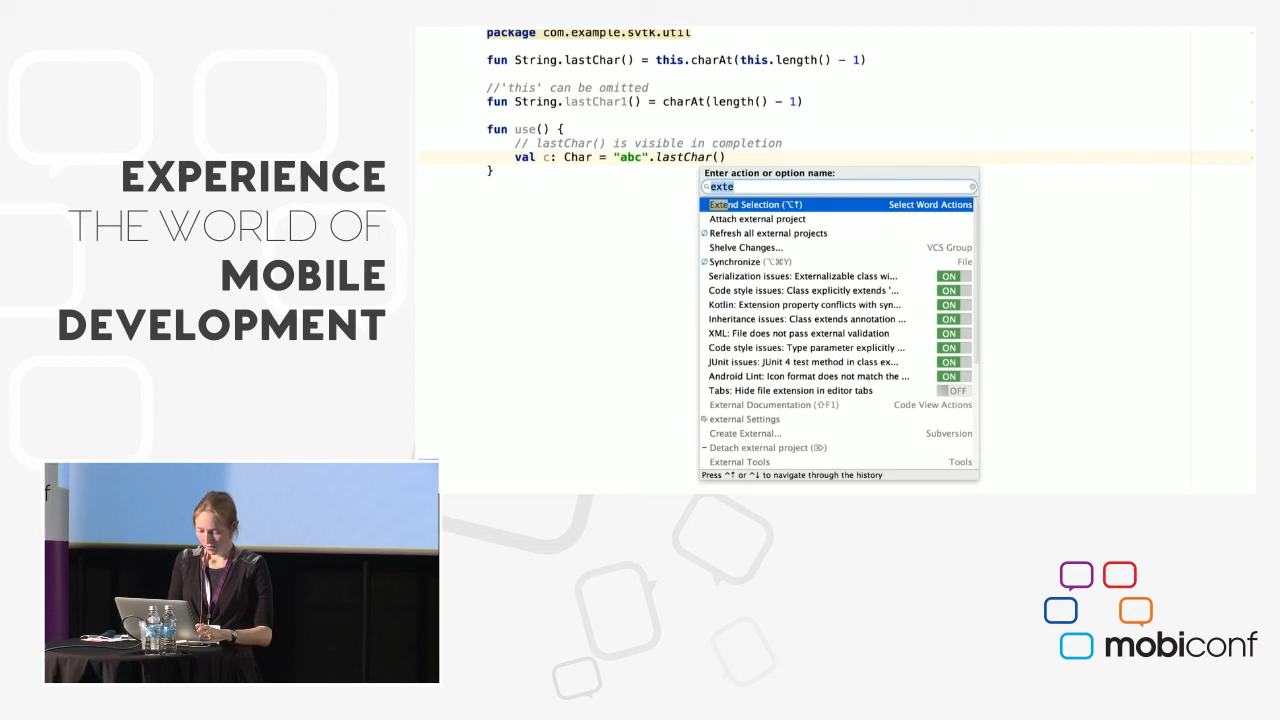 EXPERIENCE
THE WORLD OF
MOBILE
DEVELOPMENT
package com.example.svtk.util
fun String.lastChar() = this.charAt(this.length() - 1)
//'this' can be omitted
fun String.lastChar1() = charAt(length() - 1)
fun use() {
// lastChar() is visible in completion
val c: Char = "abc".lastChar()
}
Enter action or option name:
exte
Extend Selection (⌥↑) Select Word Actions
Attach external project
Refresh all external projects
Shelve Changes... VCS Group
Synchronize (⌥⌘Y) File
Serialization issues: Externalizable class wi... ON
Code style issues: Class explicitly extends '... ON
Kotlin: Extension property conflicts with syn... ON
Inheritance issues: Class extends annotation ... ON
XML: File does not pass external validation ON
Code style issues: Type parameter explicitly ... ON
JUnit issues: JUnit 4 test method in class ex... ON
Android Lint: Icon format does not match the ... ON
Tabs: Hide file extension in editor tabs OFF
External Documentation (⇧F1) Code View Actions
external Settings
Create External... Subversion
Detach external project (⌦)
External Tools Tools
Press ^↑ or ^↓ to navigate through the history
f
mobiconf